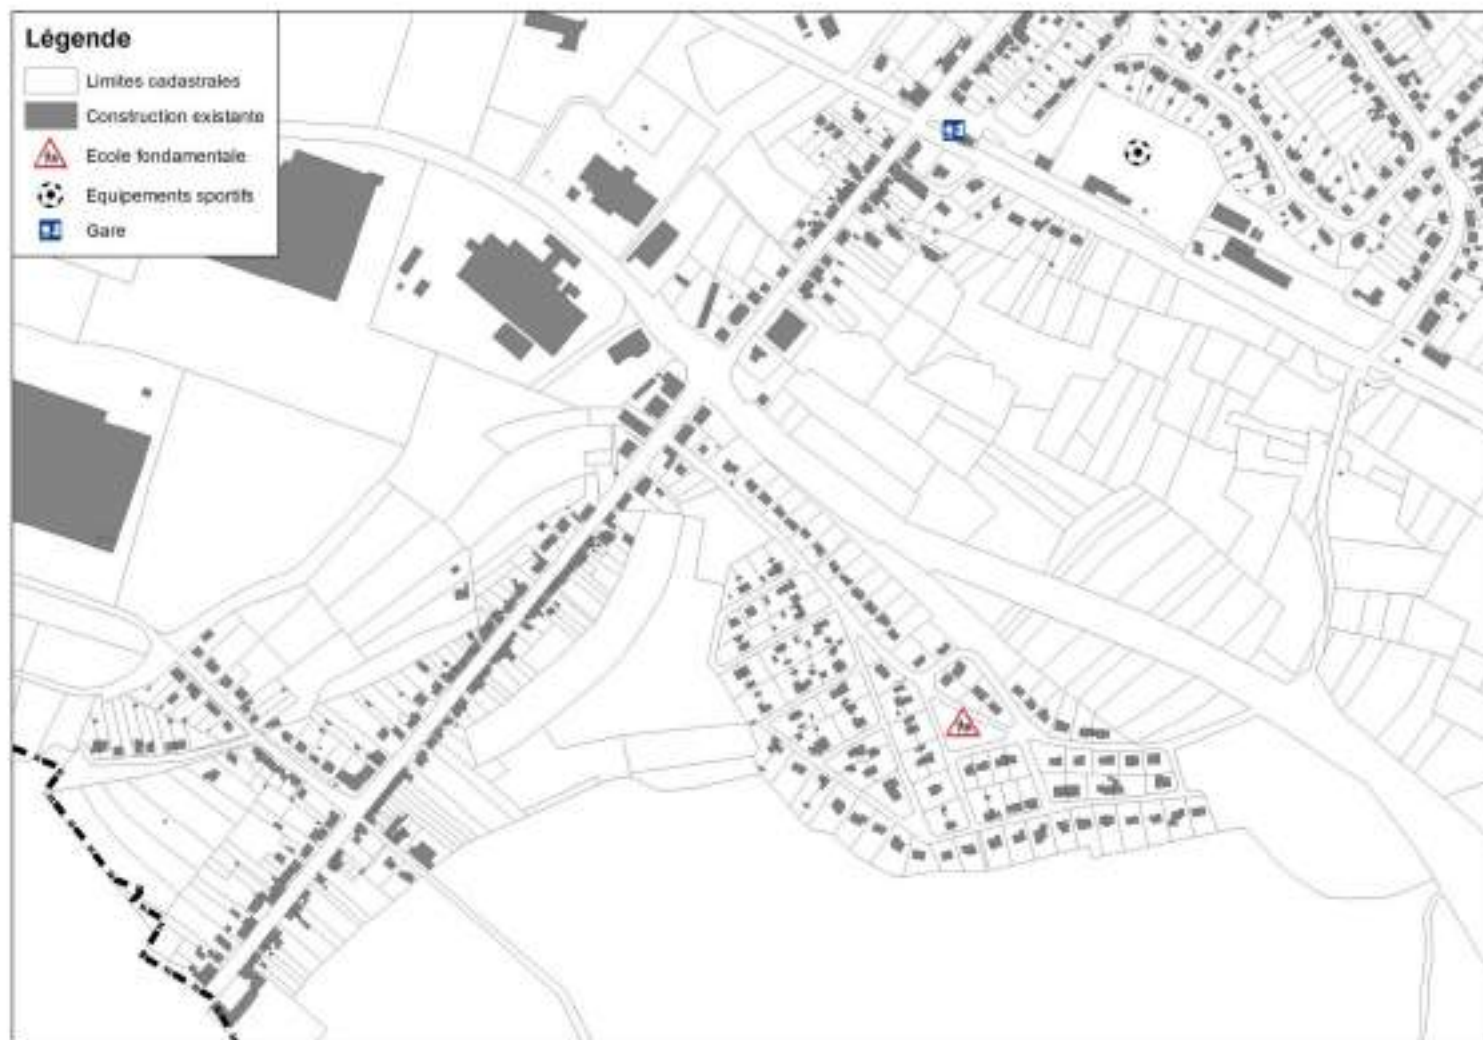 Légende
Limites cadastrales
Construction existante
Ecole fondamentale
Equipements sportifs
Gare